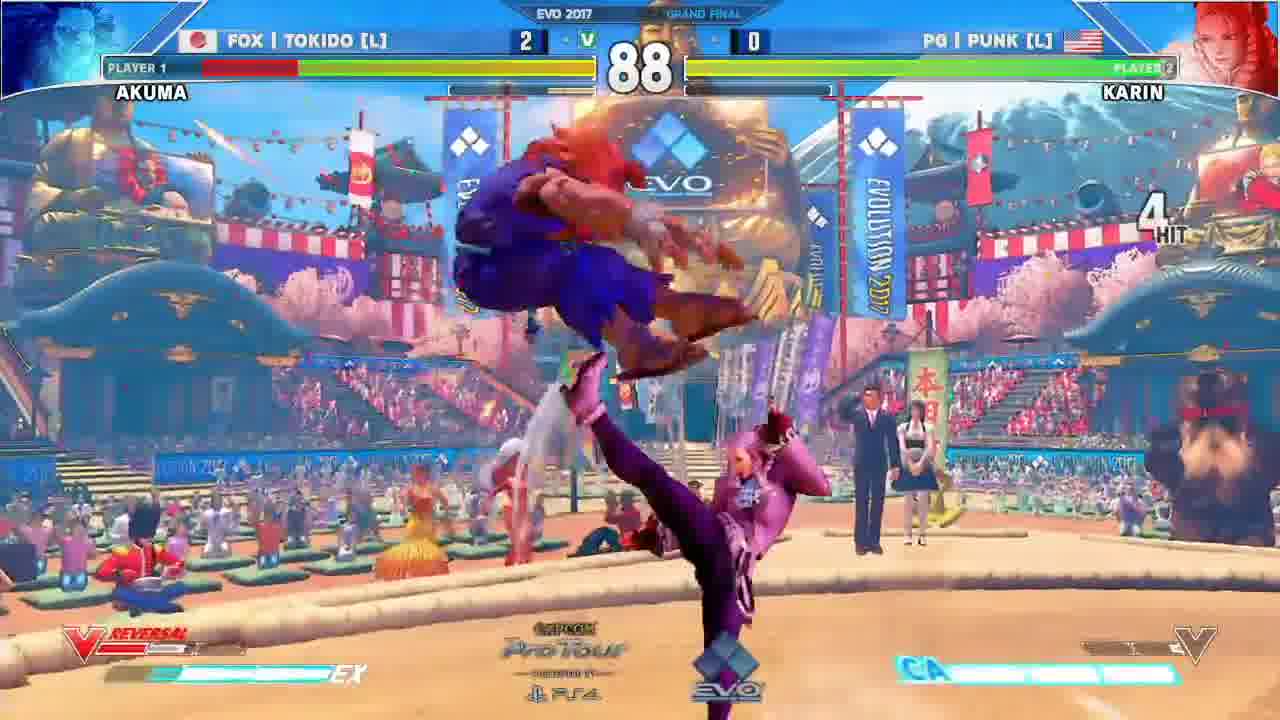 EVO 2017 GRAND FINAL
FOX | TOKIDO [L] 2 V 0 PG | PUNK [L]
88
PLAYER 1 PLAYER 2
AKUMA KARIN
EVO
EVOLUTION 2017
4
HIT
本
V REVERSAL
EX
CAPCOM
Pro Tour
PS4
EVO
CA
V